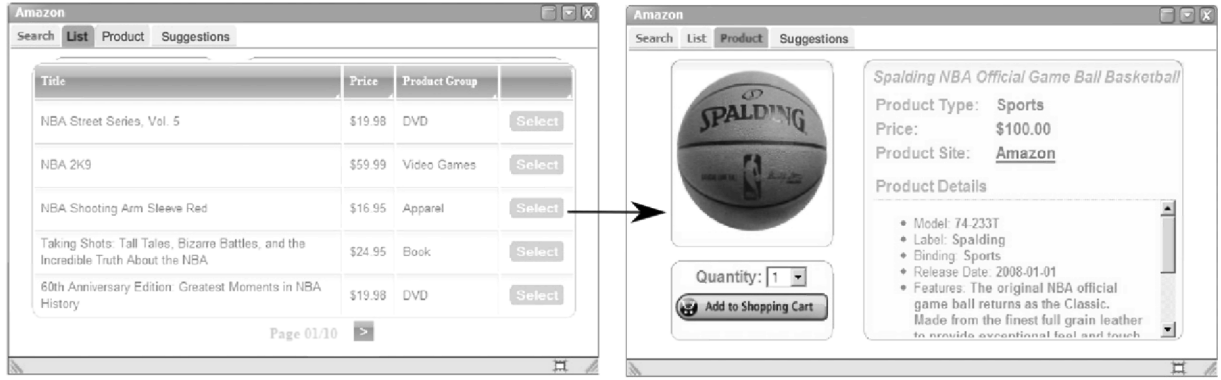 Amazon
Search List Product Suggestions
Title Price Product Group
NBA Street Series, Vol. 5 $19.98 DVD Select
NBA 2K9 $59.99 Video Games Select
NBA Shooting Arm Sleeve Red $16.95 Apparel Select
Taking Shots: Tall Tales, Bizarre Battles, and the
Incredible Truth About the NBA $24.95 Book Select
60th Anniversary Edition: Greatest Moments in NBA
History $19.98 DVD Select
Page 01/10 >
Amazon
Search List Product Suggestions
SPALDING
Quantity: 1
Add to Shopping Cart
Spalding NBA Official Game Ball Basketball
Product Type: Sports
Price: $100.00
Product Site: Amazon
Product Details
• Model: 74-233T
• Label: Spalding
• Binding: Sports
• Release Date: 2008-01-01
• Features: The original NBA official
game ball returns as the Classic.
Made from the finest full grain leather
to provide exceptional feel and touch